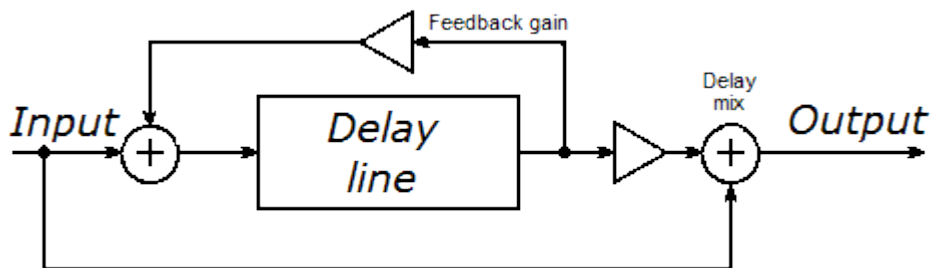 Feedback gain
Delay
mix
Input
Delay
line
Output